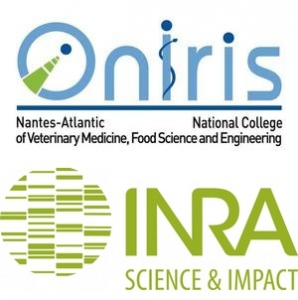 Oniris
Nantes-Atlantic National College
of Veterinary Medicine, Food Science and Engineering
INRA
SCIENCE & IMPACT